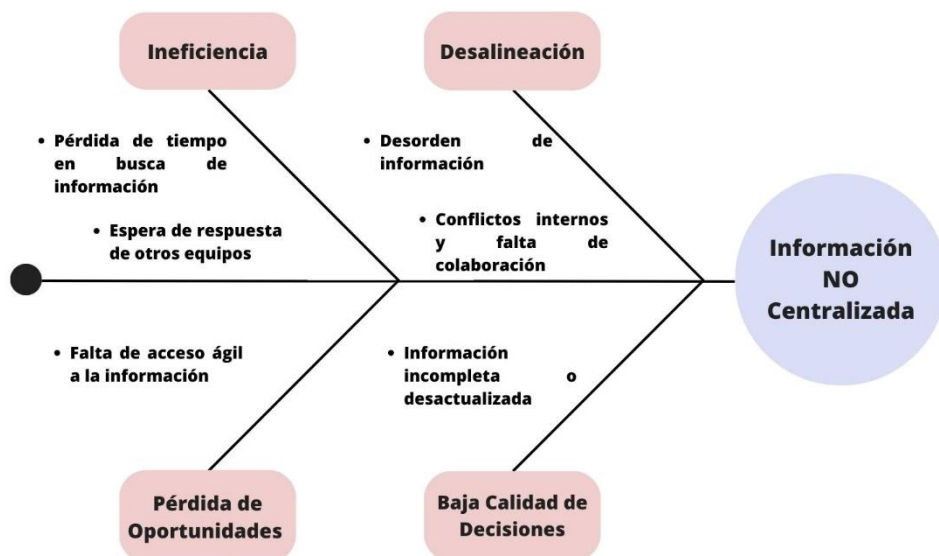 Ineficiencia
Desalineación
• Pérdida de tiempo
en busca de
información
• Espera de respuesta
de otros equipos
• Desorden de
información
• Conflictos internos
y falta de
colaboración
Información
NO
Centralizada
• Falta de acceso ágil
a la información
• Información
incompleta o
desactualizada
Pérdida de
Oportunidades
Baja Calidad de
Decisiones